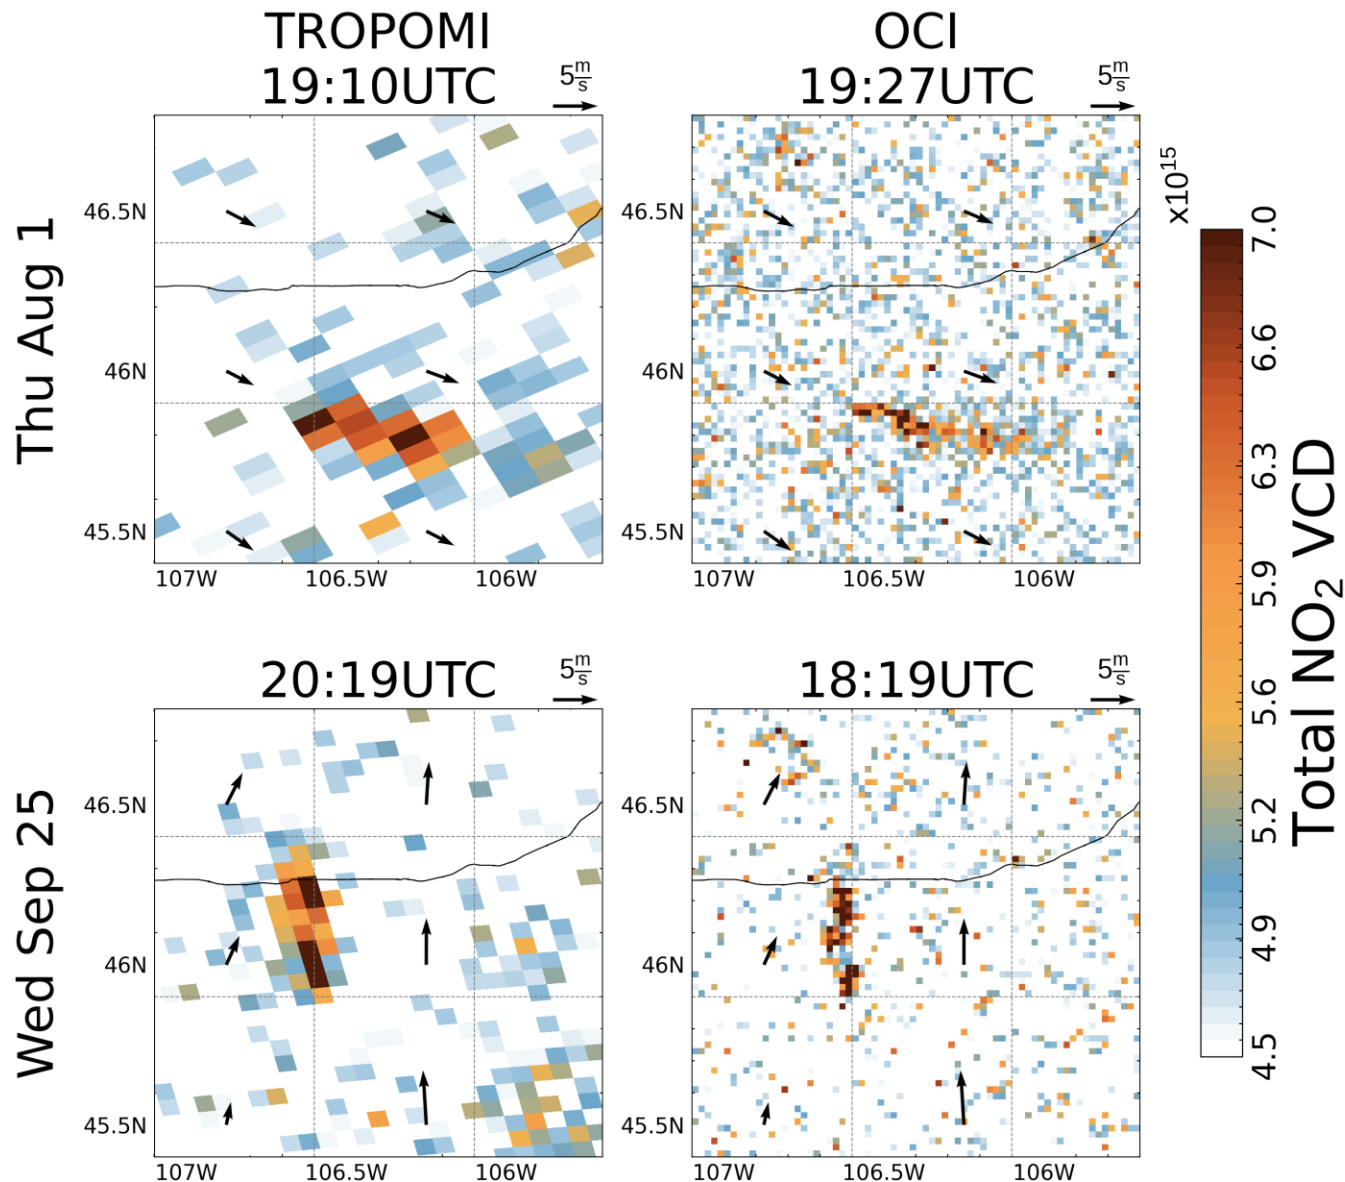 TROPOMI
19:10UTC
5 m/s
OCI
19:27UTC
5 m/s
Thu Aug 1
46.5N
46N
45.5N
107W
106.5W
106W
46.5N
46N
45.5N
107W
106.5W
106W
20:19UTC
5 m/s
18:19UTC
5 m/s
Wed Sep 25
46.5N
46N
45.5N
107W
106.5W
106W
46.5N
46N
45.5N
107W
106.5W
106W
x10¹⁵
7.0
6.6
6.3
5.9
5.6
5.2
4.9
4.5
Total NO₂ VCD